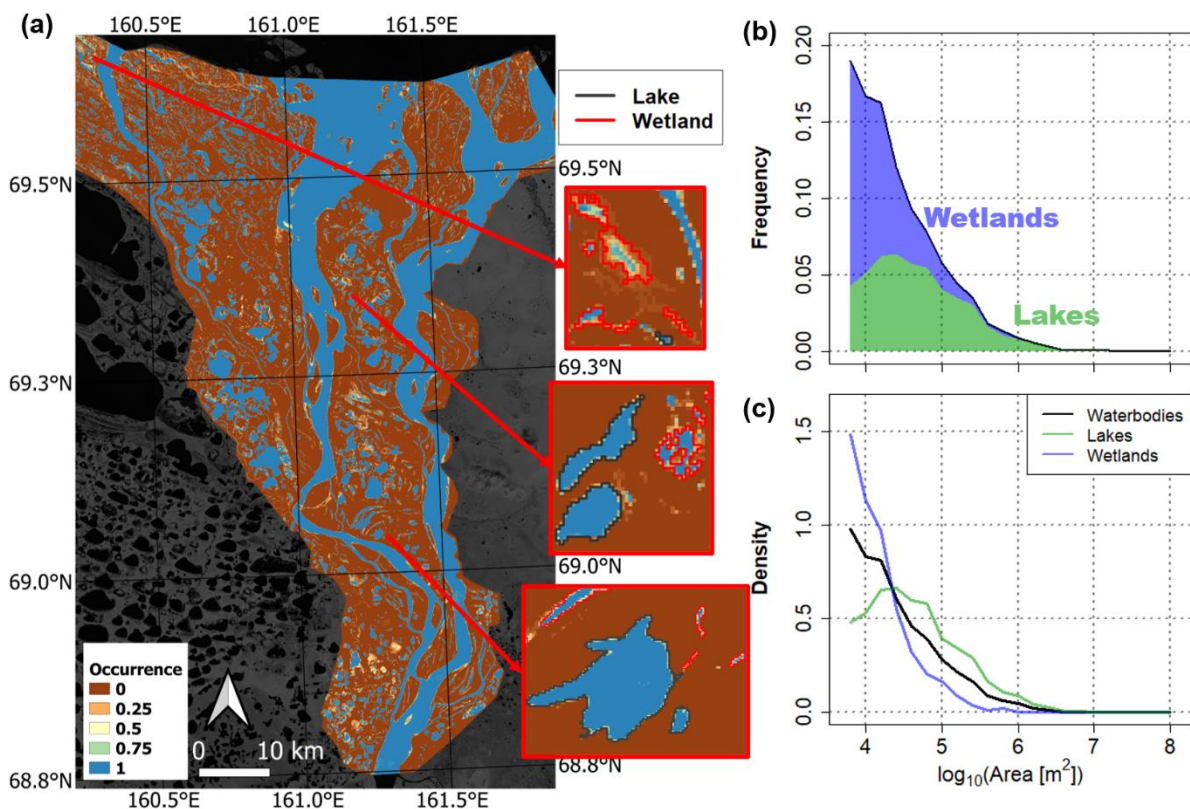 (a)
160.5°E 161.0°E 161.5°E
69.5°N
69.3°N
69.0°N
68.8°N
Occurrence
0
0.25
0.5
0.75
1
0 10 km
160.5°E 161.0°E 161.5°E
Lake
Wetland
69.5°N
69.3°N
69.0°N
68.8°N
(b)
Frequency
0.20
0.15
0.10
0.05
0.00
Wetlands
Lakes
(c)
Density
1.5
1.0
0.5
0.0
Waterbodies
Lakes
Wetlands
4 5 6 7 8
log₁₀(Area [m²])